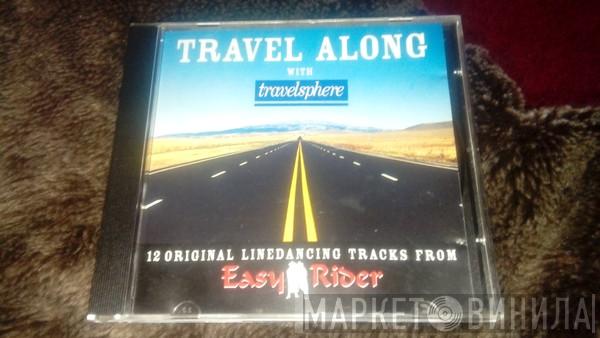 TRAVEL ALONG
WITH
travelsphere
12 ORIGINAL LINEDANCING TRACKS FROM
Easy Rider
МАРКЕТ ВИНИЛА